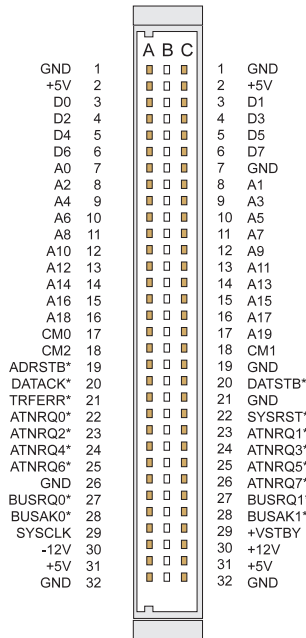 A B C
GND 1 1 GND
+5V 2 2 +5V
D0 3 3 D1
D2 4 4 D3
D4 5 5 D5
D6 6 6 D7
A0 7 7 GND
A2 8 8 A1
A4 9 9 A3
A6 10 10 A5
A8 11 11 A7
A10 12 12 A9
A12 13 13 A11
A14 14 14 A13
A16 15 15 A15
A18 16 16 A17
CM0 17 17 A19
CM2 18 18 CM1
ADRSTB* 19 19 GND
DATACK* 20 20 DATSTB*
TRFERR* 21 21 GND
ATNRQ0* 22 22 SYSRST*
ATNRQ2* 23 23 ATNRQ1*
ATNRQ4* 24 24 ATNRQ3*
ATNRQ6* 25 25 ATNRQ5*
GND 26 26 ATNRQ7*
BUSRQ0* 27 27 BUSRQ1*
BUSAK0* 28 28 BUSAK1*
SYSCLK 29 29 +VSTBY
-12V 30 30 +12V
+5V 31 31 +5V
GND 32 32 GND